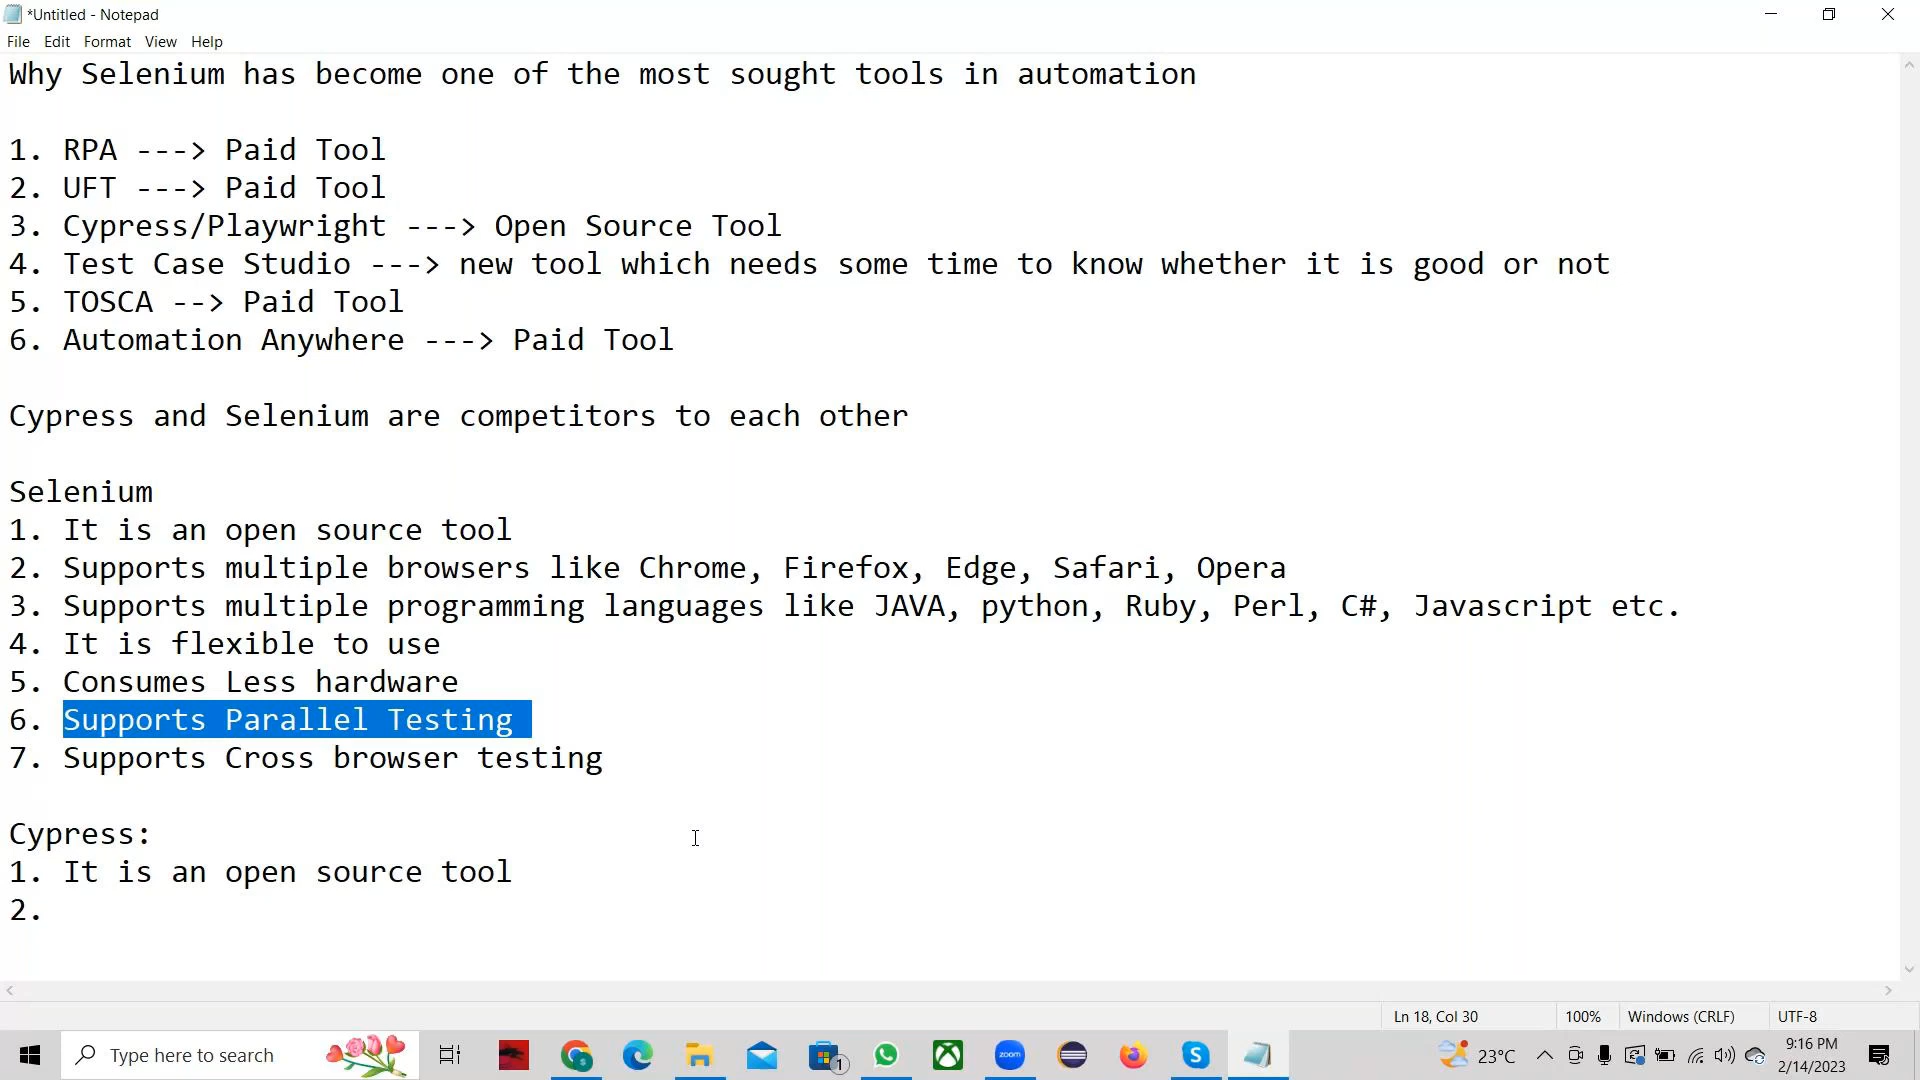 *Untitled - Notepad
File Edit Format View Help
Why Selenium has become one of the most sought tools in automation
1. RPA ---> Paid Tool
2. UFT ---> Paid Tool
3. Cypress/Playwright ---> Open Source Tool
4. Test Case Studio ---> new tool which needs some time to know whether it is good or not
5. TOSCA --> Paid Tool
6. Automation Anywhere ---> Paid Tool
Cypress and Selenium are competitors to each other
Selenium
1. It is an open source tool
2. Supports multiple browsers like Chrome, Firefox, Edge, Safari, Opera
3. Supports multiple programming languages like JAVA, python, Ruby, Perl, C#, Javascript etc.
4. It is flexible to use
5. Consumes Less hardware
6. Supports Parallel Testing
7. Supports Cross browser testing
Cypress:
1. It is an open source tool
2.
Ln 18, Col 30 100% Windows (CRLF) UTF-8
Type here to search
1
zoom
S
23°C
9:16 PM
2/14/2023